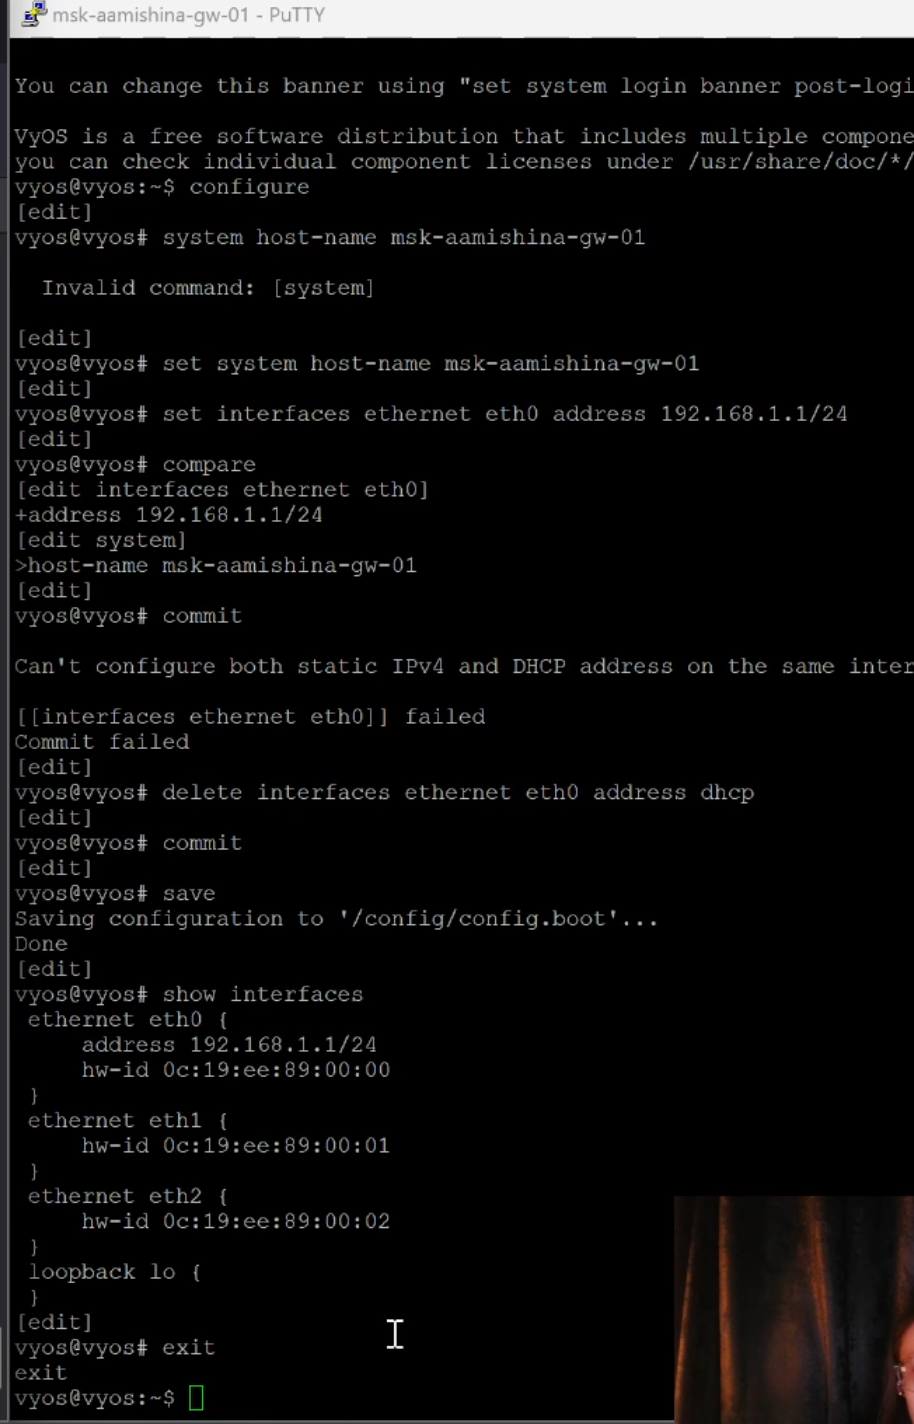 msk-aamishina-gw-01 - PuTTY
You can change this banner using "set system login banner post-logi
VyOS is a free software distribution that includes multiple compone
you can check individual component licenses under /usr/share/doc/*/
vyos@vyos:~$ configure
[edit]
vyos@vyos# system host-name msk-aamishina-gw-01
Invalid command: [system]
[edit]
vyos@vyos# set system host-name msk-aamishina-gw-01
[edit]
vyos@vyos# set interfaces ethernet eth0 address 192.168.1.1/24
[edit]
vyos@vyos# compare
[edit interfaces ethernet eth0]
+address 192.168.1.1/24
[edit system]
>host-name msk-aamishina-gw-01
[edit]
vyos@vyos# commit
Can't configure both static IPv4 and DHCP address on the same inter
[[interfaces ethernet eth0]] failed
Commit failed
[edit]
vyos@vyos# delete interfaces ethernet eth0 address dhcp
[edit]
vyos@vyos# commit
[edit]
vyos@vyos# save
Saving configuration to '/config/config.boot'...
Done
[edit]
vyos@vyos# show interfaces
ethernet eth0 {
address 192.168.1.1/24
hw-id 0c:19:ee:89:00:00
}
ethernet eth1 {
hw-id 0c:19:ee:89:00:01
}
ethernet eth2 {
hw-id 0c:19:ee:89:00:02
}
loopback lo {
}
[edit]
vyos@vyos# exit
exit
vyos@vyos:~$